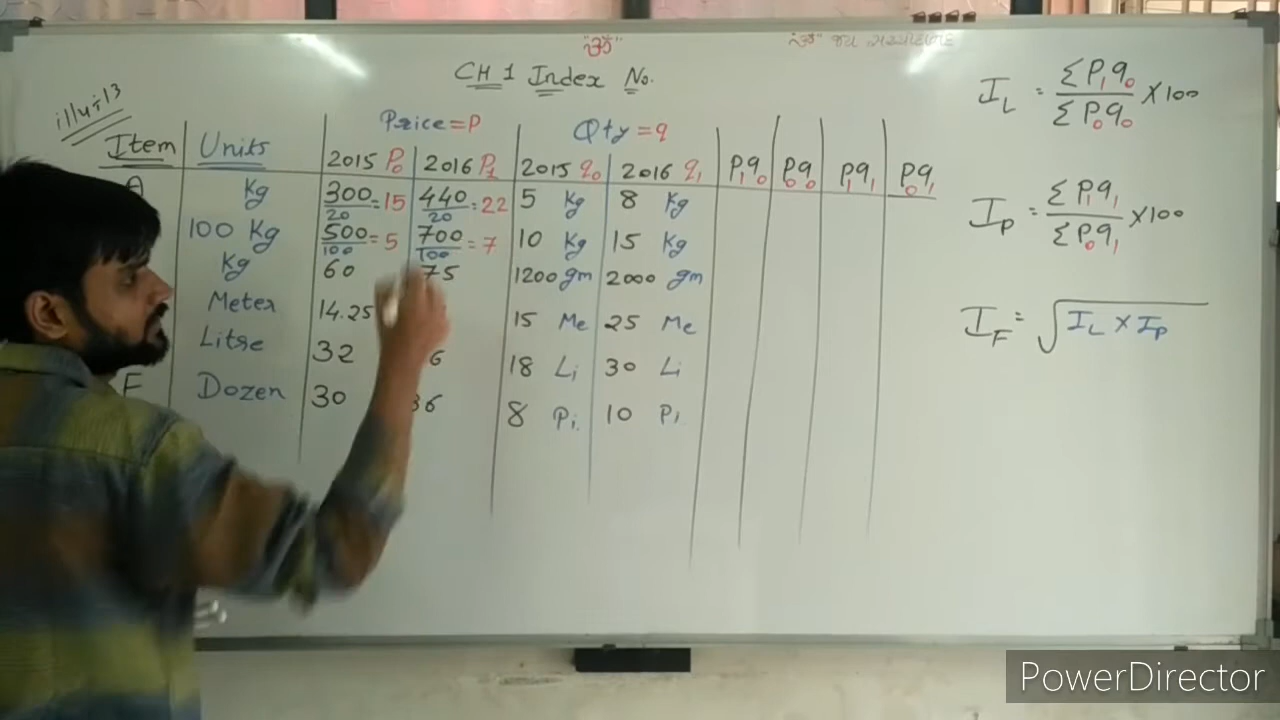 "ૐ"
ૐ જય
CH 1 Index No.
illu્સ્13
Price = P
Qty = q
Item Units 2015 P0 2016 P1 2015 q0 2016 q1 P1q0 P0q0 P1q1 P0q1
A Kg 300/20 = 15 440/20 = 22 5 Kg 8 Kg
100 Kg 500/100 = 5 700/100 = 7 10 Kg 15 Kg
Kg 60 75 1200 gm 2000 gm
Meter 14.25 15 Me 25 Me
Litre 32 6 18 Li 30 Li
F Dozen 30 36 8 Pi. 10 Pi
IL = ΣP1q0 / ΣP0q0 × 100
IP = ΣP1q1 / ΣP0q1 × 100
IF = √IL × IP
PowerDirector